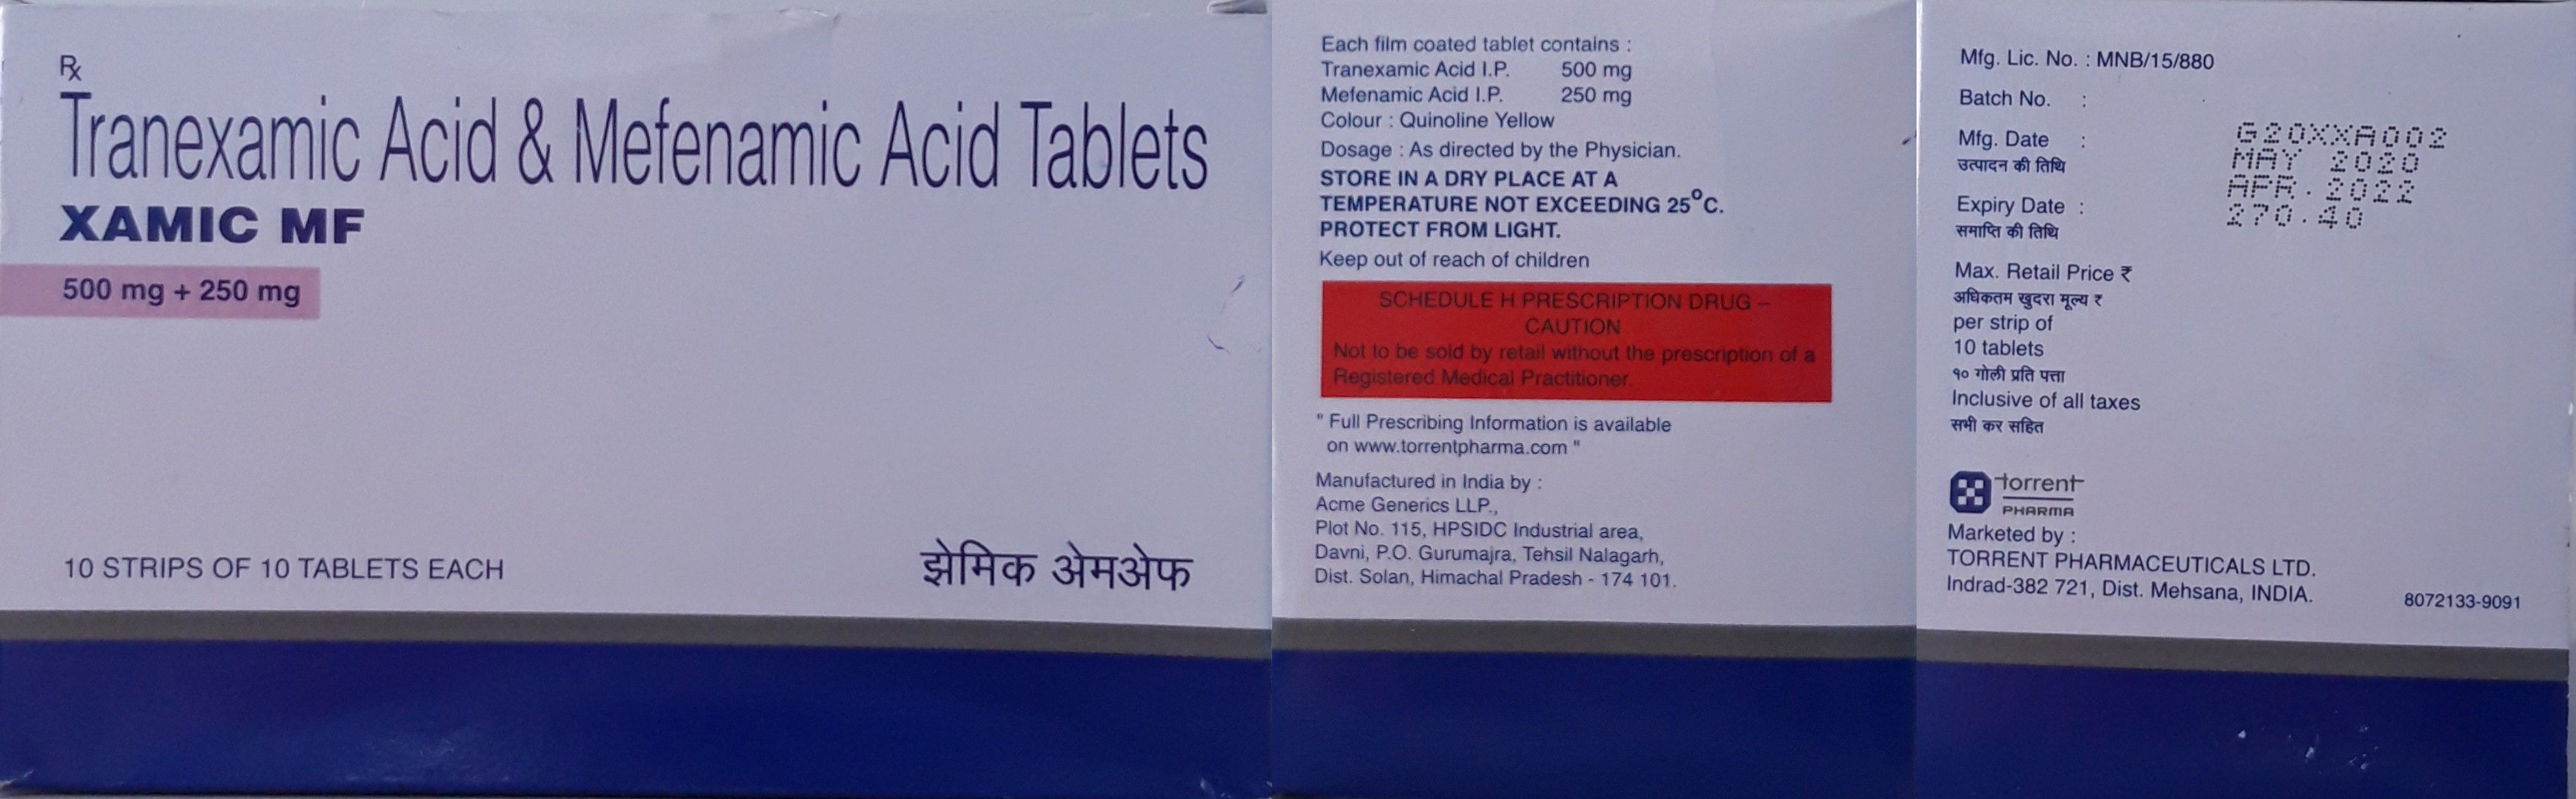 Rx
Tranexamic Acid & Mefenamic Acid Tablets
XAMIC MF
500 mg + 250 mg
10 STRIPS OF 10 TABLETS EACH
झेमिक अेमअेफ
Each film coated tablet contains :
Tranexamic Acid I.P. 500 mg
Mefenamic Acid I.P. 250 mg
Colour : Quinoline Yellow
Dosage : As directed by the Physician.
STORE IN A DRY PLACE AT A
TEMPERATURE NOT EXCEEDING 25°C.
PROTECT FROM LIGHT.
Keep out of reach of children
SCHEDULE H PRESCRIPTION DRUG –
CAUTION
Not to be sold by retail without the prescription of a
Registered Medical Practitioner.
" Full Prescribing Information is available
on www.torrentpharma.com "
Manufactured in India by :
Acme Generics LLP.,
Plot No. 115, HPSIDC Industrial area,
Davni, P.O. Gurumajra, Tehsil Nalagarh,
Dist. Solan, Himachal Pradesh - 174 101.
Mfg. Lic. No. : MNB/15/880
Batch No. :
Mfg. Date :
उत्पादन की तिथि
Expiry Date :
समाप्ति की तिथि
G20XXA002
MAY 2020
APR.2022
270.40
Max. Retail Price ₹
अधिकतम खुदरा मूल्य ₹
per strip of
10 tablets
१० गोली प्रति पत्ता
Inclusive of all taxes
सभी कर सहित
torrent
PHARMA
Marketed by :
TORRENT PHARMACEUTICALS LTD.
Indrad-382 721, Dist. Mehsana, INDIA.
8072133-9091